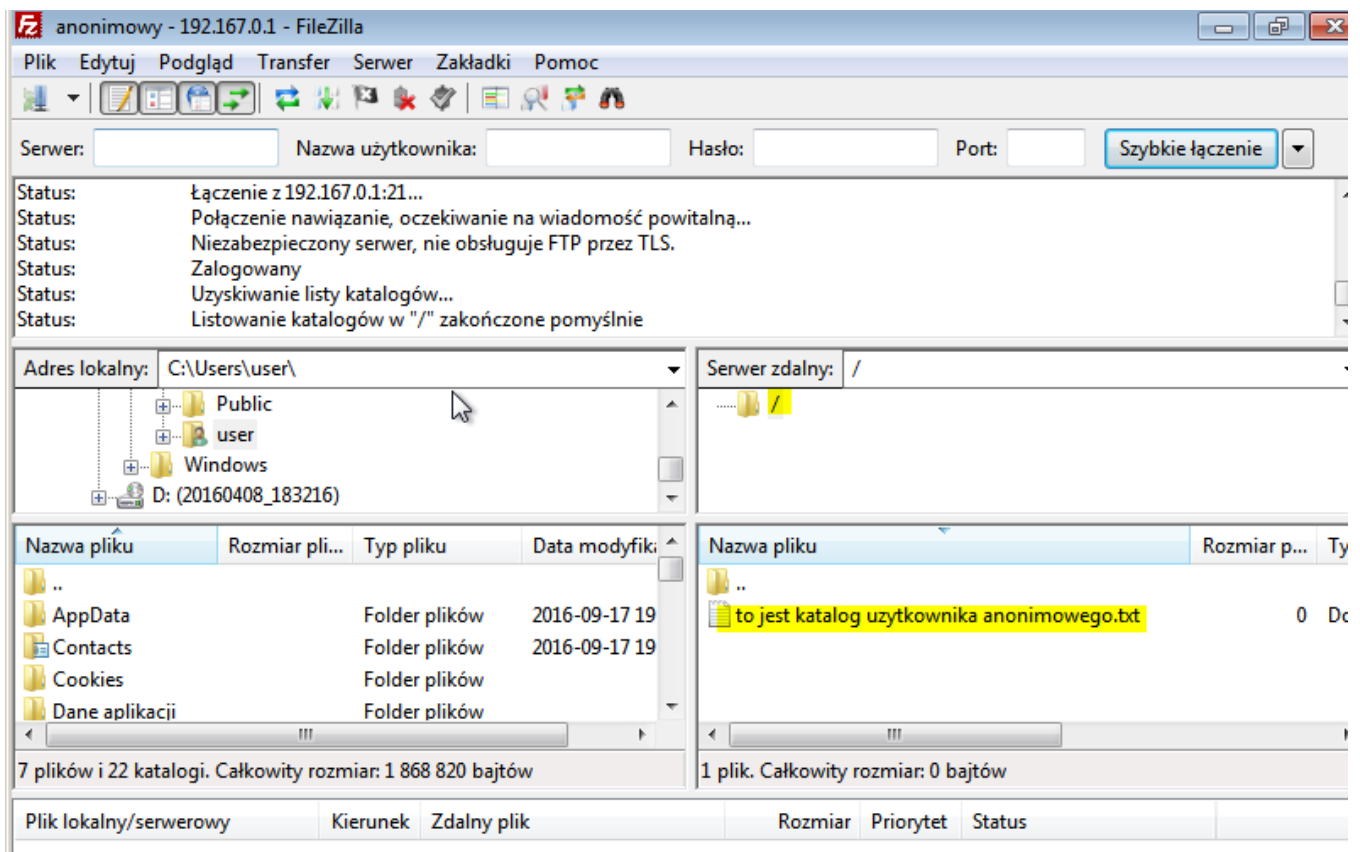 anonimowy - 192.167.0.1 - FileZilla
Plik Edytuj Podgląd Transfer Serwer Zakładki Pomoc
Serwer: Nazwa użytkownika: Hasło: Port: Szybkie łączenie
Status: Łączenie z 192.167.0.1:21...
Status: Połączenie nawiązanie, oczekiwanie na wiadomość powitalną...
Status: Niezabezpieczony serwer, nie obsługuje FTP przez TLS.
Status: Zalogowany
Status: Uzyskiwanie listy katalogów...
Status: Listowanie katalogów w "/" zakończone pomyślnie
Adres lokalny: C:\Users\user\
Public
user
Windows
D: (20160408_183216)
Serwer zdalny: /
/
Nazwa pliku Rozmiar pli... Typ pliku Data modyfik
..
AppData Folder plików 2016-09-17 19
Contacts Folder plików 2016-09-17 19
Cookies Folder plików
Dane aplikacji Folder plików
7 plików i 22 katalogi. Całkowity rozmiar: 1 868 820 bajtów
Nazwa pliku Rozmiar p... Ty
..
to jest katalog uzytkownika anonimowego.txt 0 Do
1 plik. Całkowity rozmiar: 0 bajtów
Plik lokalny/serwerowy Kierunek Zdalny plik Rozmiar Priorytet Status